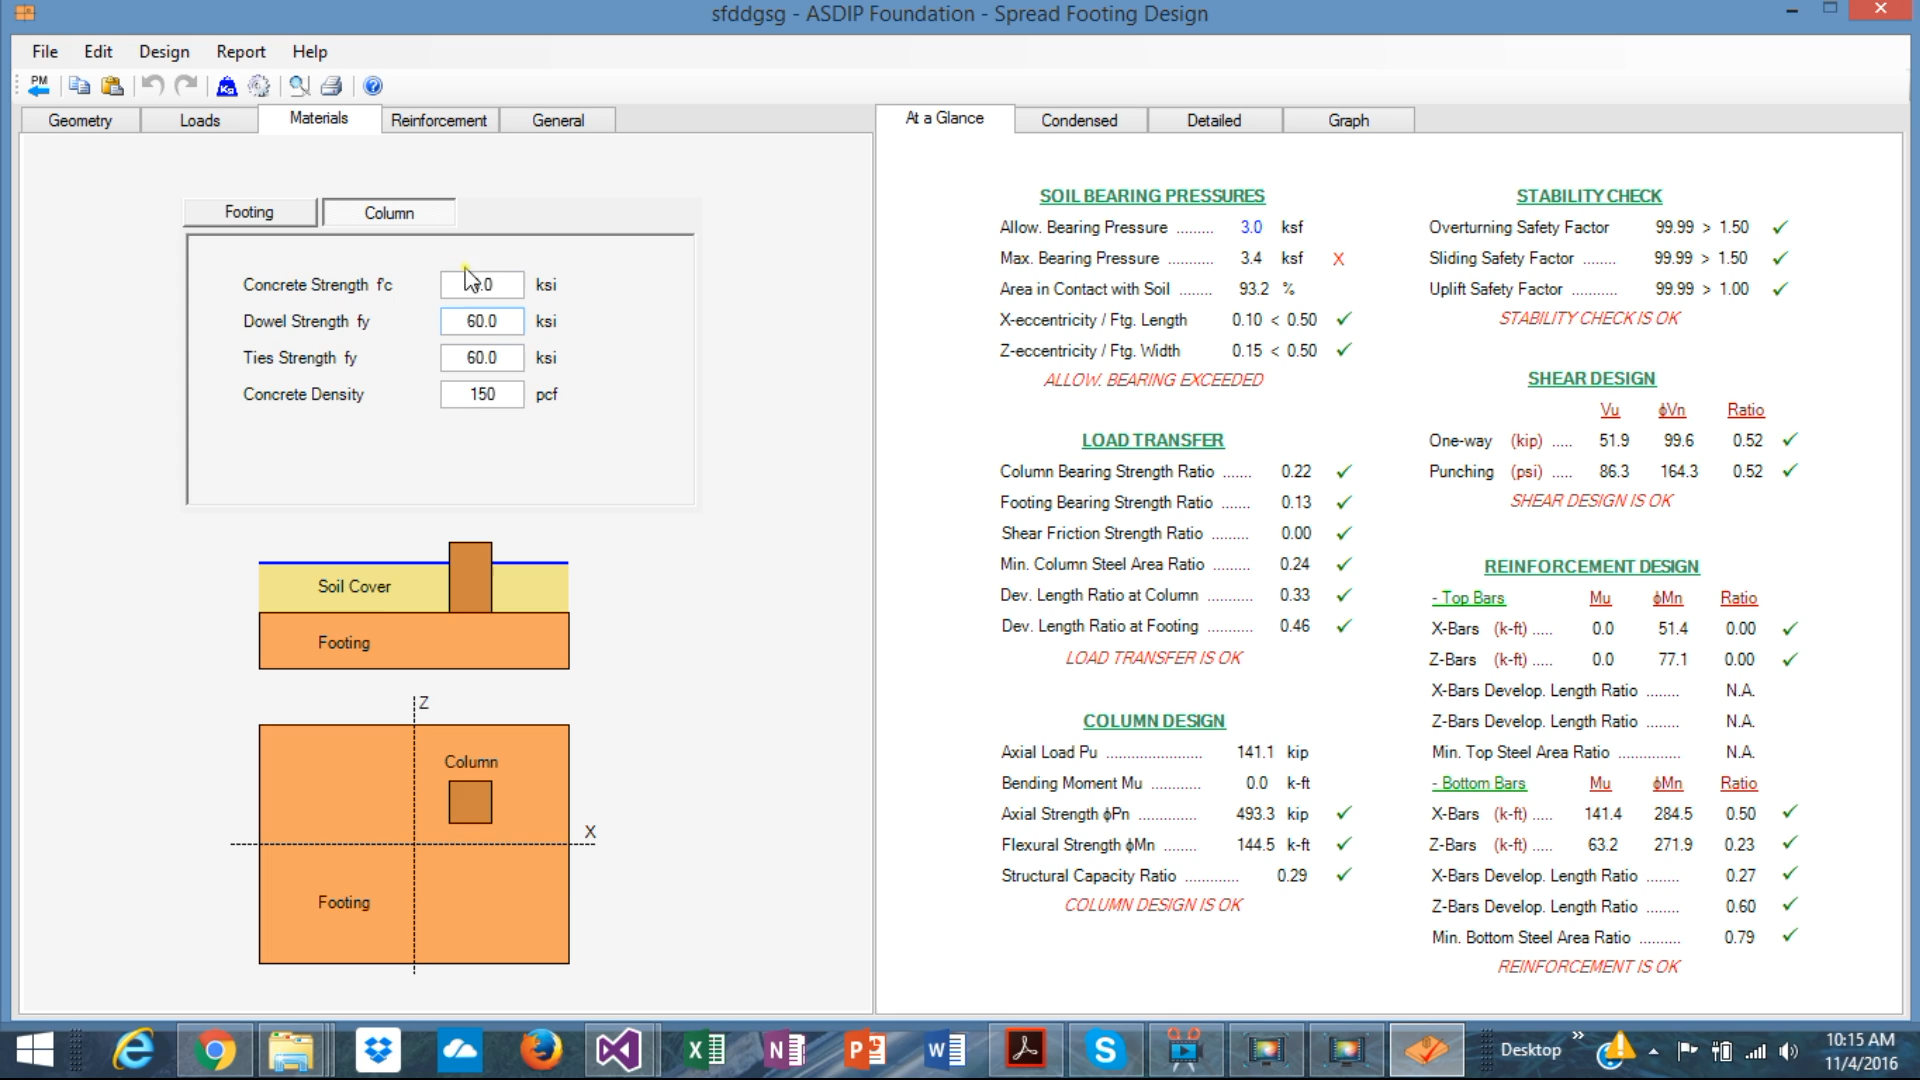 sfddgsg - ASDIP Foundation - Spread Footing Design
File Edit Design Report Help
PM
Kg
Geometry Loads Materials Reinforcement General
At a Glance Condensed Detailed Graph
Footing Column
Concrete Strength f'c .0 ksi
Dowel Strength fy 60.0 ksi
Ties Strength fy 60.0 ksi
Concrete Density 150 pcf
Soil Cover
Footing
Z
Column
X
Footing
SOIL BEARING PRESSURES
Allow. Bearing Pressure ........ 3.0 ksf
Max. Bearing Pressure ........... 3.4 ksf X
Area in Contact with Soil ....... 93.2 %
X-eccentricity / Ftg. Length 0.10 < 0.50 ✓
Z-eccentricity / Ftg. Width 0.15 < 0.50 ✓
ALLOW. BEARING EXCEEDED
LOAD TRANSFER
Column Bearing Strength Ratio ....... 0.22 ✓
Footing Bearing Strength Ratio ....... 0.13 ✓
Shear Friction Strength Ratio ......... 0.00 ✓
Min. Column Steel Area Ratio ......... 0.24 ✓
Dev. Length Ratio at Column ........... 0.33 ✓
Dev. Length Ratio at Footing ........... 0.46 ✓
LOAD TRANSFER IS OK
COLUMN DESIGN
Axial Load Pu ....................... 141.1 kip
Bending Moment Mu ............ 0.0 k-ft
Axial Strength ϕPn .............. 493.3 kip ✓
Flexural Strength ϕMn ........ 144.5 k-ft ✓
Structural Capacity Ratio ............. 0.29 ✓
COLUMN DESIGN IS OK
STABILITY CHECK
Overturning Safety Factor 99.99 > 1.50 ✓
Sliding Safety Factor ........ 99.99 > 1.50 ✓
Uplift Safety Factor ........... 99.99 > 1.00 ✓
STABILITY CHECK IS OK
SHEAR DESIGN
Vu ϕVn Ratio
One-way (kip) ..... 51.9 99.6 0.52 ✓
Punching (psi) ..... 86.3 164.3 0.52 ✓
SHEAR DESIGN IS OK
REINFORCEMENT DESIGN
- Top Bars Mu ϕMn Ratio
X-Bars (k-ft) ..... 0.0 51.4 0.00 ✓
Z-Bars (k-ft) ..... 0.0 77.1 0.00 ✓
X-Bars Develop. Length Ratio ........ N.A.
Z-Bars Develop. Length Ratio ........ N.A.
Min. Top Steel Area Ratio ............... N.A.
- Bottom Bars Mu ϕMn Ratio
X-Bars (k-ft) ..... 141.4 284.5 0.50 ✓
Z-Bars (k-ft) ..... 63.2 271.9 0.23 ✓
X-Bars Develop. Length Ratio ........ 0.27 ✓
Z-Bars Develop. Length Ratio ........ 0.60 ✓
Min. Bottom Steel Area Ratio .......... 0.79 ✓
REINFORCEMENT IS OK
Desktop
10:15 AM
11/4/2016